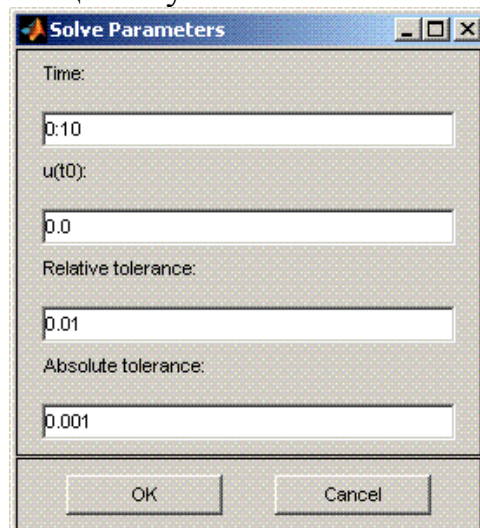 Solve Parameters
Time:
0:10
u(t0):
0.0
Relative tolerance:
0.01
Absolute tolerance:
0.001
OK Cancel